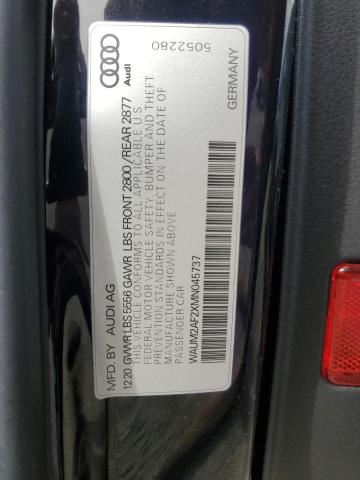 MFD. BY AUDI AG
1220 GVWR LBS 5556 GAWR LBS FRONT 2800/REAR 2877
THIS VEHICLE CONFORMS TO ALL APPLICABLE U S
FEDERAL MOTOR VEHICLE SAFETY, BUMPER AND THEFT
PREVENTION STANDARDS IN EFFECT ON THE DATE OF
MANUFACTURE SHOWN ABOVE
PASSENGER CAR
WAUM2AF2XMN045737
GERMANY
Audi
5052280